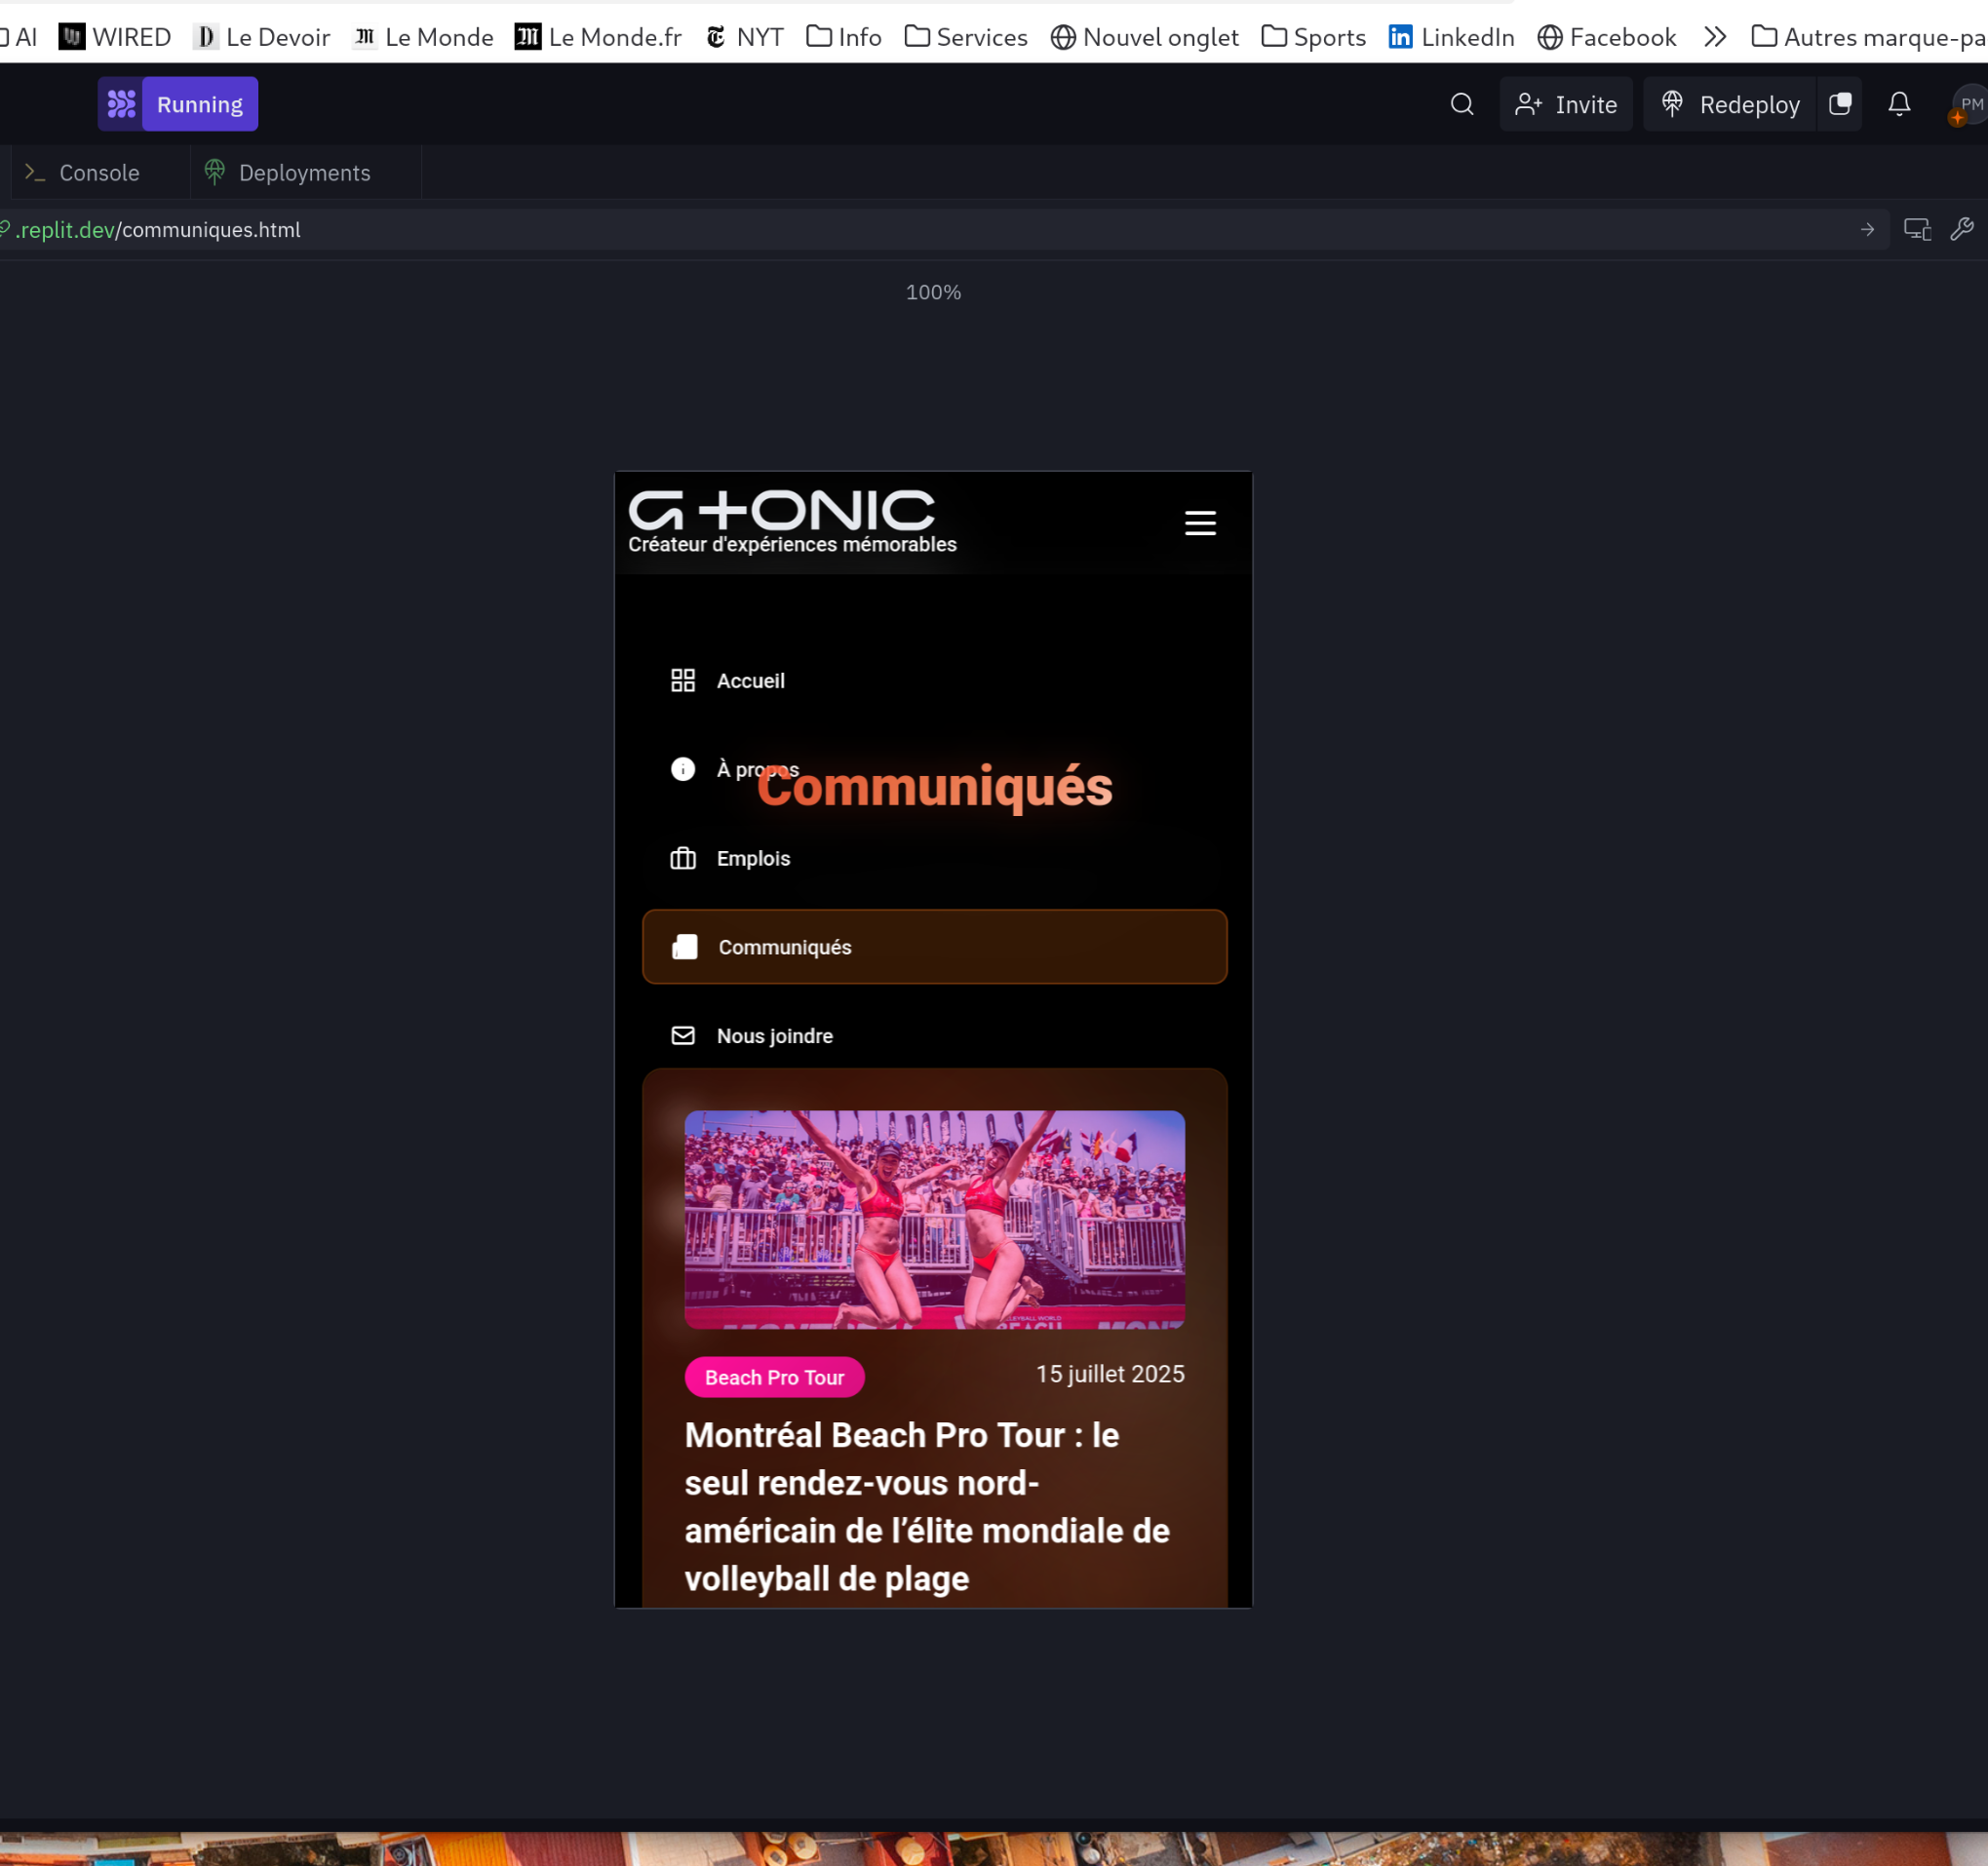 AI WIRED Le Devoir Le Monde Le Monde.fr NYT Info Services Nouvel onglet Sports LinkedIn Facebook Autres marque-pa
Running Invite Redeploy PM
Console Deployments
.replit.dev/communiques.html
100%
G+ONIC
Créateur d'expériences mémorables
Accueil
À propos
Communiqués
Emplois
Communiqués
Nous joindre
Beach Pro Tour 15 juillet 2025
Montréal Beach Pro Tour : le
seul rendez-vous nord-
américain de l’élite mondiale de
volleyball de plage